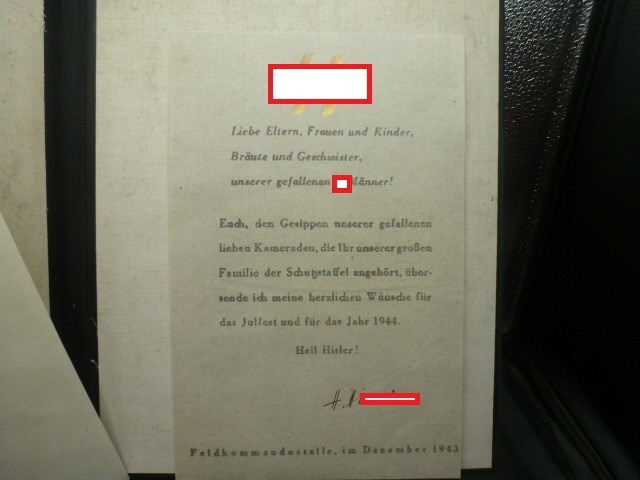 Liebe Eltern, Frauen und Kinder,
Bräute und Geschwister,
unserer gefallenen Männer!
Euch, den Gesippen unserer gefallenen
lieben Kameraden, die Ihr unserer großen
Familie der Schutzstaffel angehört, über-
sende ich meine herzlichen Wünsche für
das Julfest und für das Jahr 1944.
Heil Hitler!
H.
Feldkommandostelle, im Dezember 1943